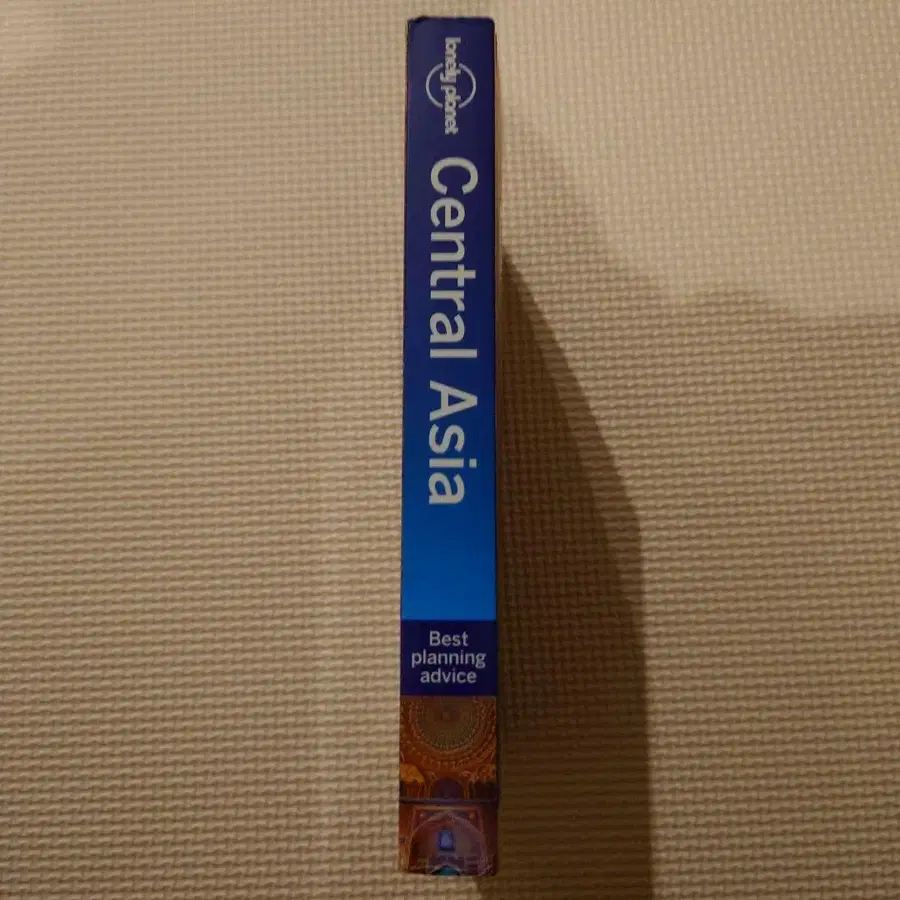 lonely planet
Central Asia
Best
planning
advice